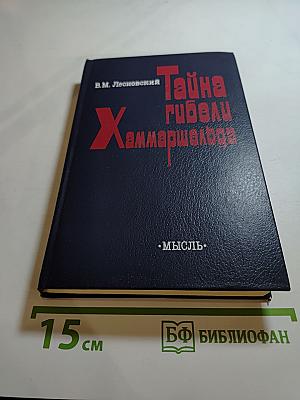 В.М. Лесиовский
Тайна
гибели
Хаммаршельда
·МЫСЛЬ·
15 см
БФ БИБЛИОФАН